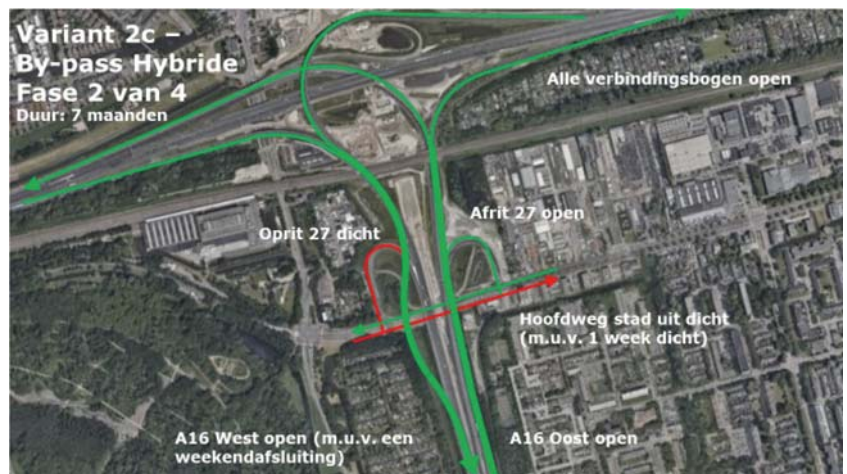 Variant 2c –
By-pass Hybride
Fase 2 van 4
Duur: 7 maanden
Alle verbindingsbogen open
Afrit 27 open
Oprit 27 dicht
Hoofdweg stad uit dicht
(m.u.v. 1 week dicht)
A16 West open (m.u.v. een
weekendafsluiting)
A16 Oost open